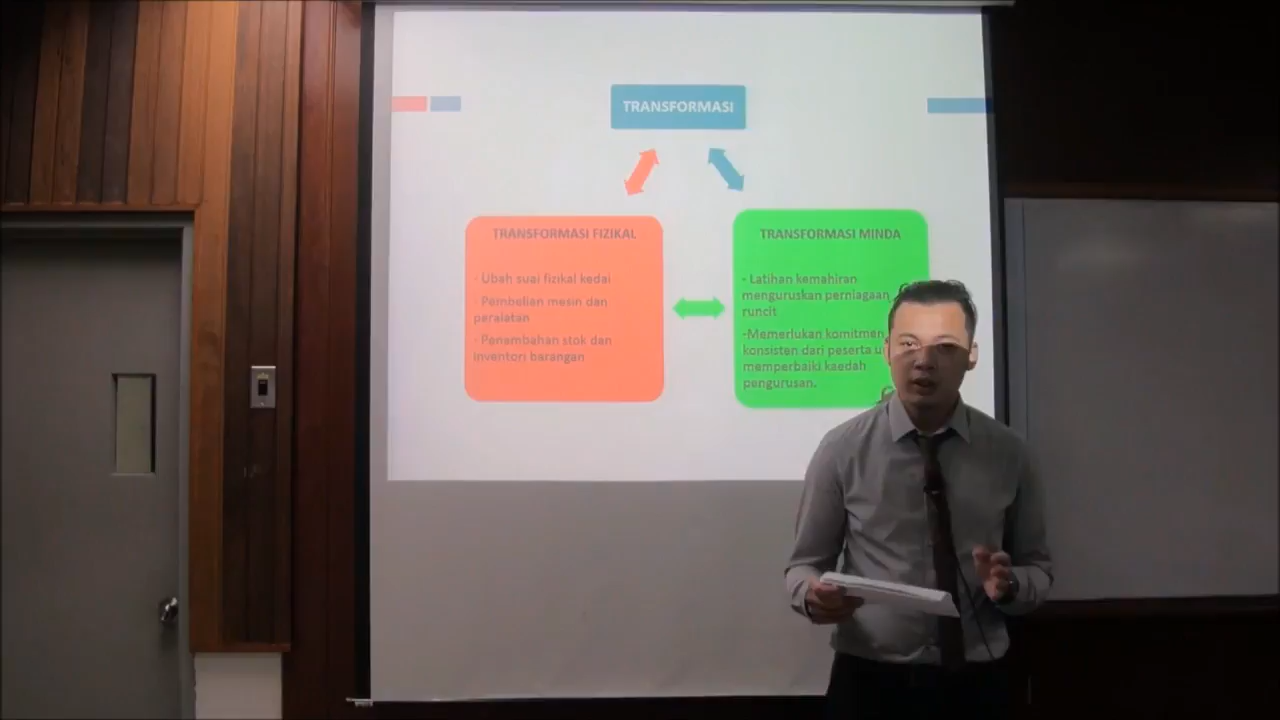 TRANSFORMASI
TRANSFORMASI FIZIKAL
- Ubah suai fizikal kedai
- Pembelian mesin dan
peralatan
- Penambahan stok dan
inventori barangan
TRANSFORMASI MINDA
- Latihan kemahiran
menguruskan perniagaan
runcit
-Memerlukan komitmen
konsisten dari peserta
memperbaiki kaedah
pengurusan.